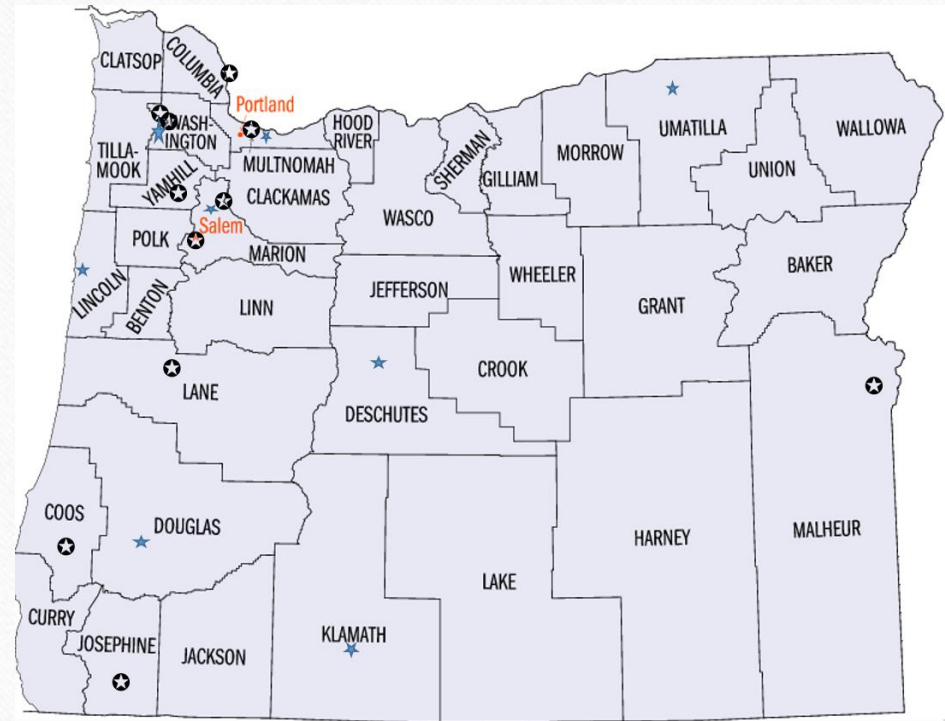 CLATSOP
COLUMBIA
Portland
WASH-
INGTON
TILLA-
MOOK
HOOD
RIVER
MULTNOMAH
SHERMAN
GILLIAM
MORROW
UMATILLA
UNION
WALLOWA
YAMHILL
CLACKAMAS
WASCO
Salem
POLK
MARION
WHEELER
GRANT
BAKER
LINCOLN
BENTON
LINN
JEFFERSON
CROOK
LANE
DESCHUTES
COOS
DOUGLAS
HARNEY
MALHEUR
LAKE
CURRY
JOSEPHINE
JACKSON
KLAMATH